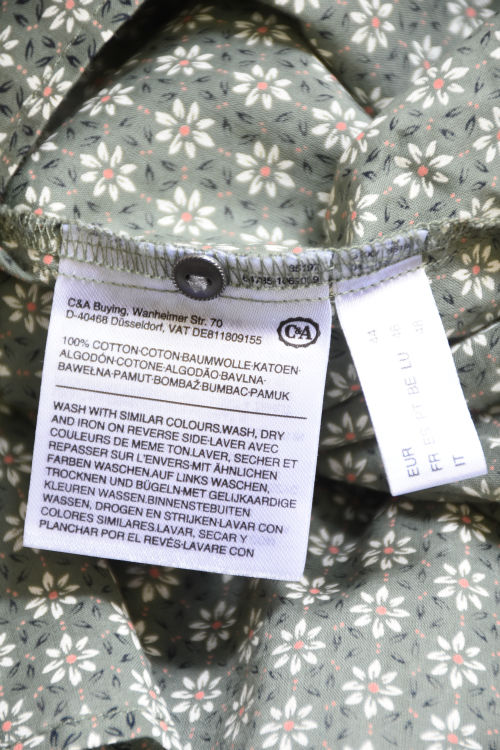 C&A Buying, Wanheimer Str. 70
D-40468 Düsseldorf, VAT DE811809155
C&A
100% COTTON-COTON-BAUMWOLLE-KATOEN-
ALGODÓN-COTONE-ALGODÃO-BAVLNA-
BAWEŁNA-PAMUT-BOMBAŽ-BUMBAC-PAMUK
WASH WITH SIMILAR COLOURS.WASH, DRY
AND IRON ON REVERSE SIDE-LAVER AVEC
COULEURS DE MEME TON.LAVER, SECHER ET
REPASSER SUR L'ENVERS-MIT ÄHNLICHEN
FARBEN WASCHEN.AUF LINKS WASCHEN,
TROCKNEN UND BÜGELN-MET GELIJKAARDIGE
KLEUREN WASSEN.BINNENSTEBUITEN
WASSEN, DROGEN EN STRIJKEN-LAVAR CON
COLORES SIMILARES.LAVAR, SECAR Y
PLANCHAR POR EL REVÉS-LAVARE CON
EUR 44
FR ES PT BE LU 46
IT 48